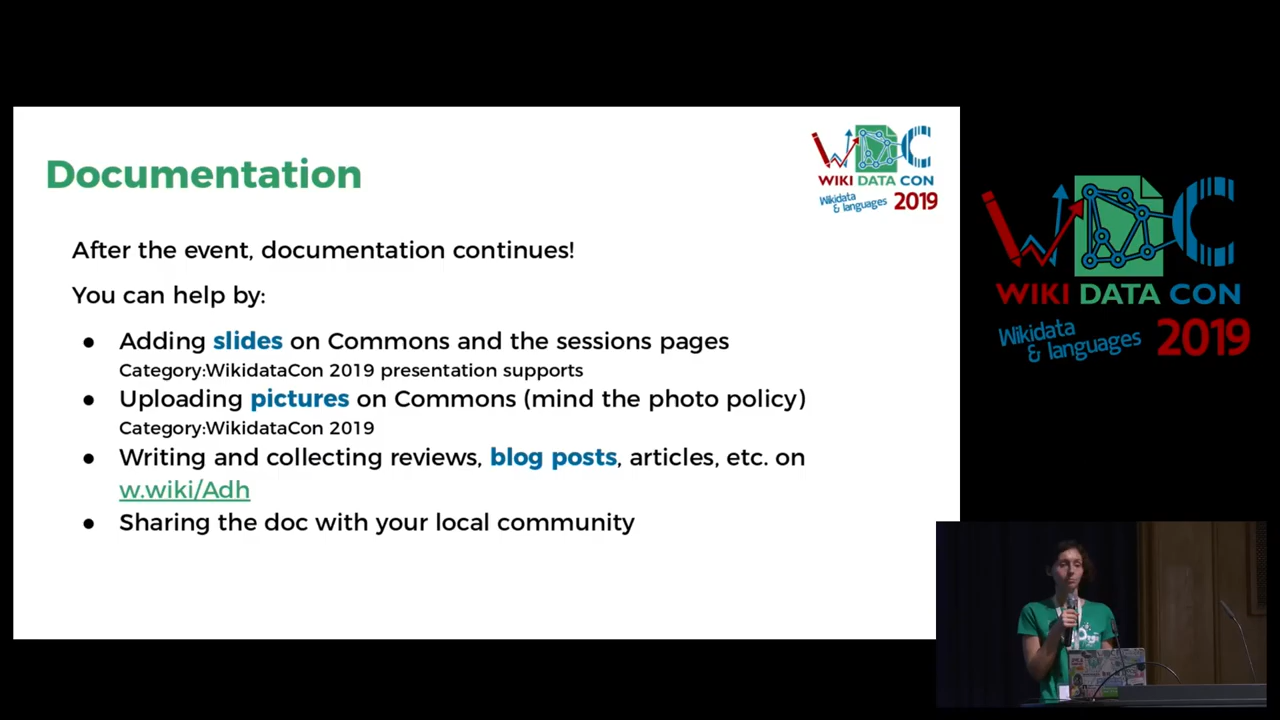 Documentation
WIKI DATA CON
Wikidata
& languages 2019
After the event, documentation continues!
You can help by:
● Adding slides on Commons and the sessions pages
Category:WikidataCon 2019 presentation supports
● Uploading pictures on Commons (mind the photo policy)
Category:WikidataCon 2019
● Writing and collecting reviews, blog posts, articles, etc. on
w.wiki/Adh
● Sharing the doc with your local community
WIKI DATA CON
Wikidata
& languages 2019